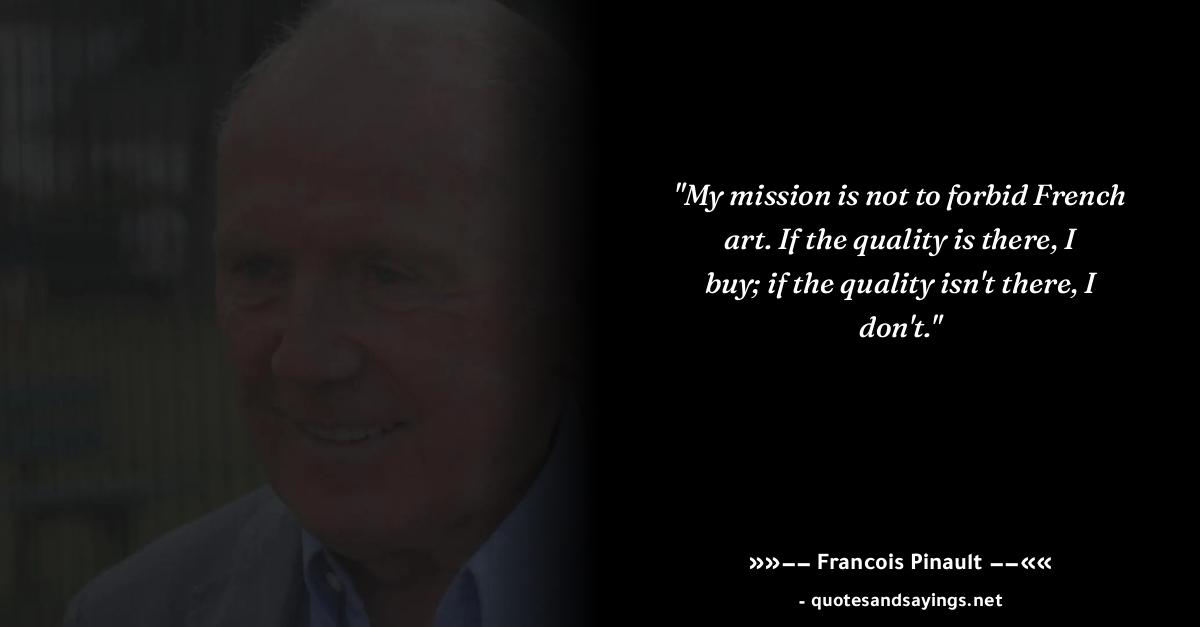 "My mission is not to forbid French
art. If the quality is there, I
buy; if the quality isn't there, I
don't."
»»–– Francois Pinault ––««
- quotesandsayings.net